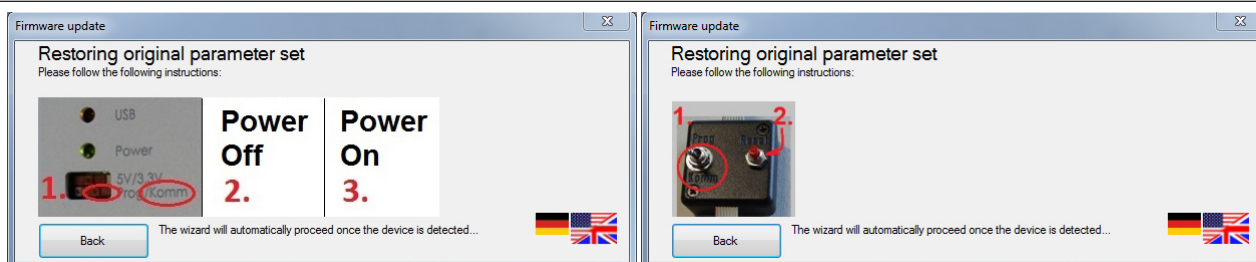 Firmware update
Restoring original parameter set
Please follow the following instructions:
USB
Power
5V/3.3V
Prog/Komm
1.
Power Off
2.
Power On
3.
Back
The wizard will automatically proceed once the device is detected...
Firmware update
Restoring original parameter set
Please follow the following instructions:
1.
2.
Prog
Komm
Back
The wizard will automatically proceed once the device is detected...